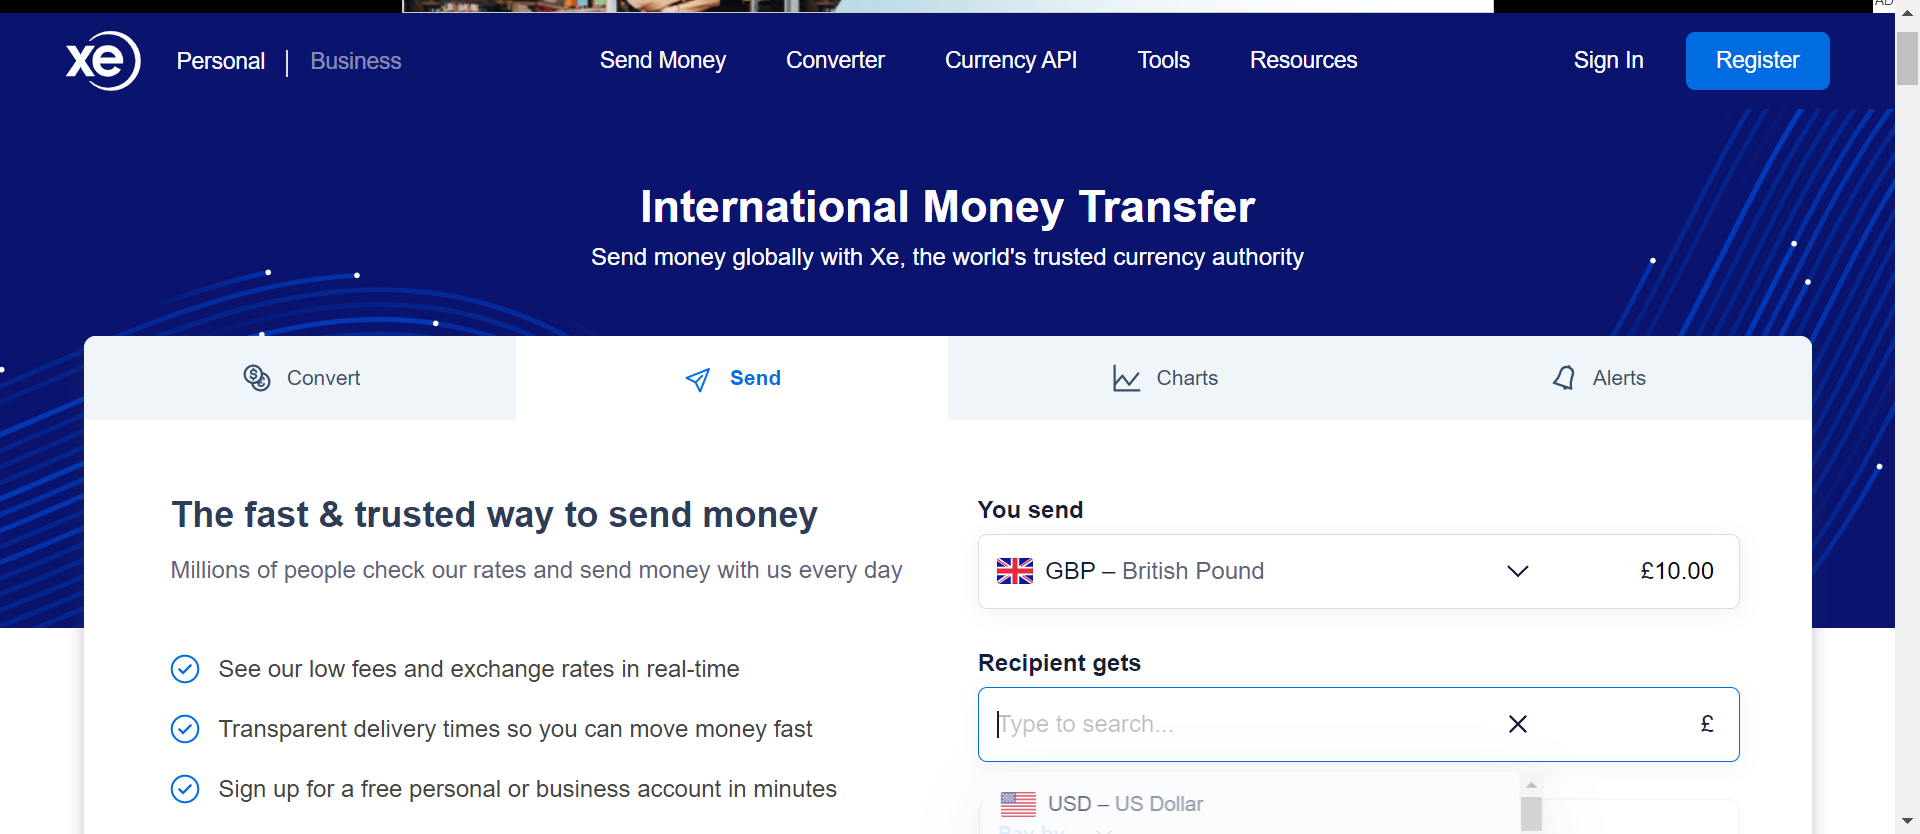 AD
xe
Personal | Business
Send Money
Converter
Currency API
Tools
Resources
Sign In
Register
International Money Transfer
Send money globally with Xe, the world's trusted currency authority
Convert
Send
Charts
Alerts
The fast & trusted way to send money
Millions of people check our rates and send money with us every day
See our low fees and exchange rates in real-time
Transparent delivery times so you can move money fast
Sign up for a free personal or business account in minutes
You send
GBP – British Pound
£10.00
Recipient gets
Type to search...
£
USD – US Dollar
Pay by